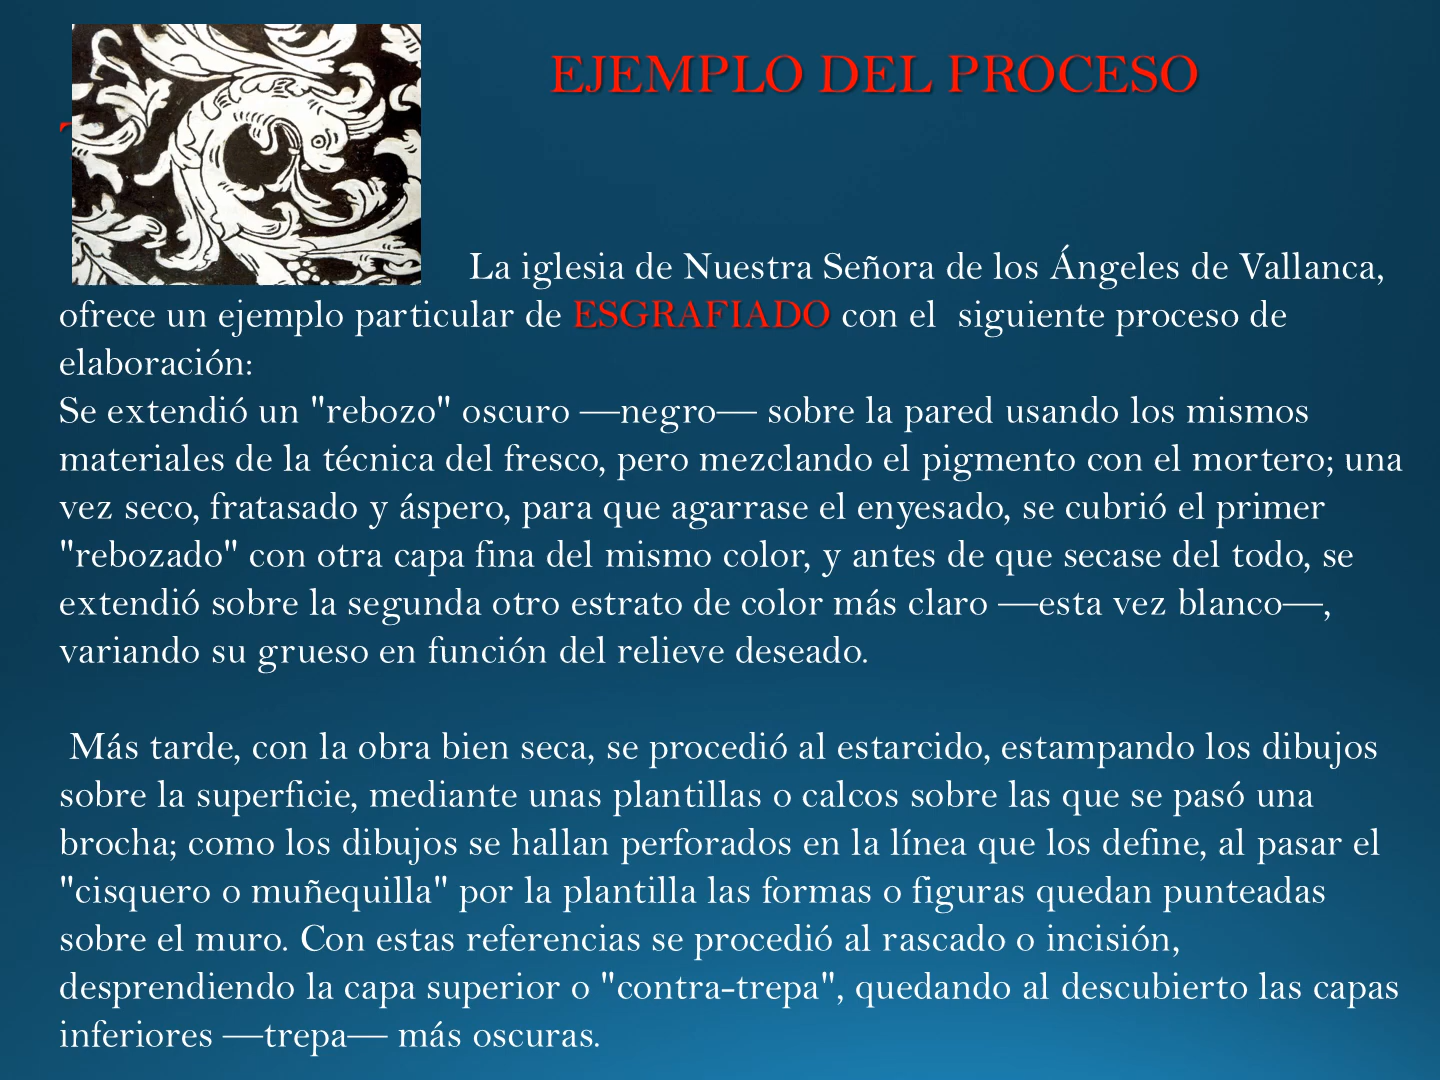 EJEMPLO DEL PROCESO
La iglesia de Nuestra Señora de los Ángeles de Vallanca,
ofrece un ejemplo particular de ESGRAFIADO con el  siguiente proceso de
elaboración:
Se extendió un "rebozo" oscuro —negro— sobre la pared usando los mismos
materiales de la técnica del fresco, pero mezclando el pigmento con el mortero; una
vez seco, fratasado y áspero, para que agarrase el enyesado, se cubrió el primer
"rebozado" con otra capa fina del mismo color, y antes de que secase del todo, se
extendió sobre la segunda otro estrato de color más claro —esta vez blanco—,
variando su grueso en función del relieve deseado.
Más tarde, con la obra bien seca, se procedió al estarcido, estampando los dibujos
sobre la superficie, mediante unas plantillas o calcos sobre las que se pasó una
brocha; como los dibujos se hallan perforados en la línea que los define, al pasar el
"cisquero o muñequilla" por la plantilla las formas o figuras quedan punteadas
sobre el muro. Con estas referencias se procedió al rascado o incisión,
desprendiendo la capa superior o "contra-trepa", quedando al descubierto las capas
inferiores —trepa— más oscuras.